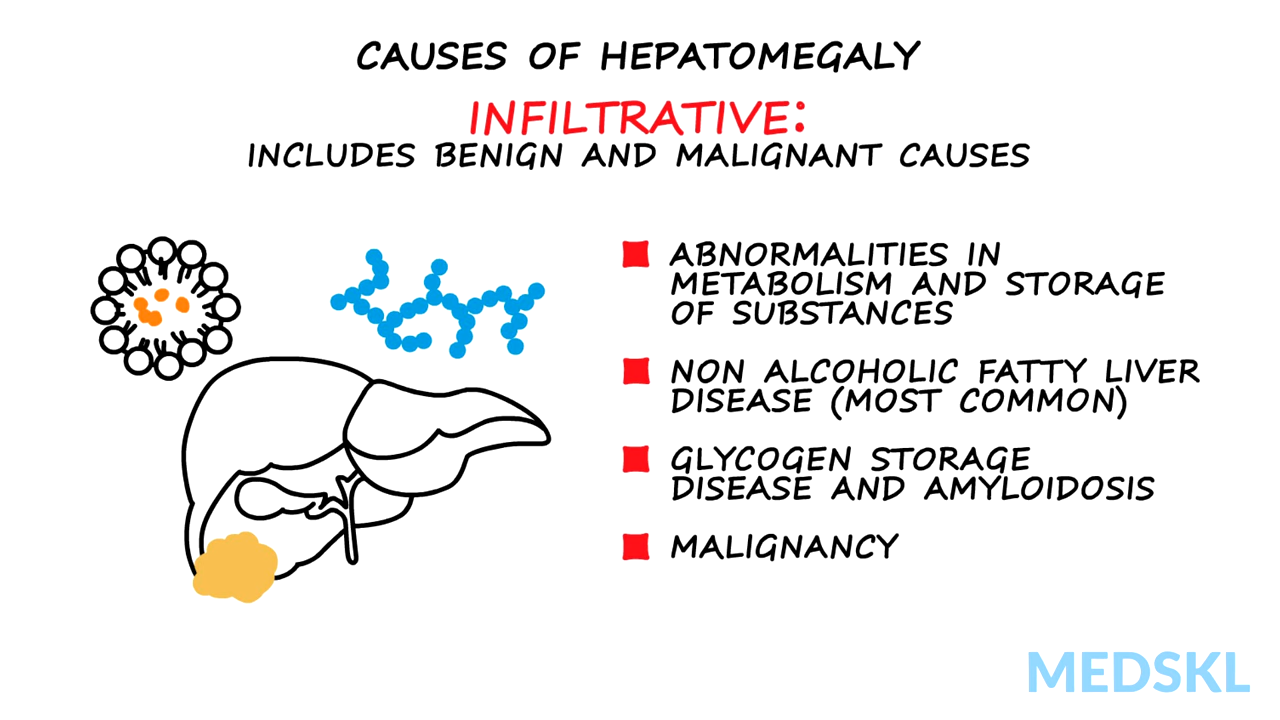 CAUSES OF HEPATOMEGALY
INFILTRATIVE:
INCLUDES BENIGN AND MALIGNANT CAUSES
ABNORMALITIES IN
METABOLISM AND STORAGE
OF SUBSTANCES
NON ALCOHOLIC FATTY LIVER
DISEASE (MOST COMMON)
GLYCOGEN STORAGE
DISEASE AND AMYLOIDOSIS
MALIGNANCY
MEDSKL